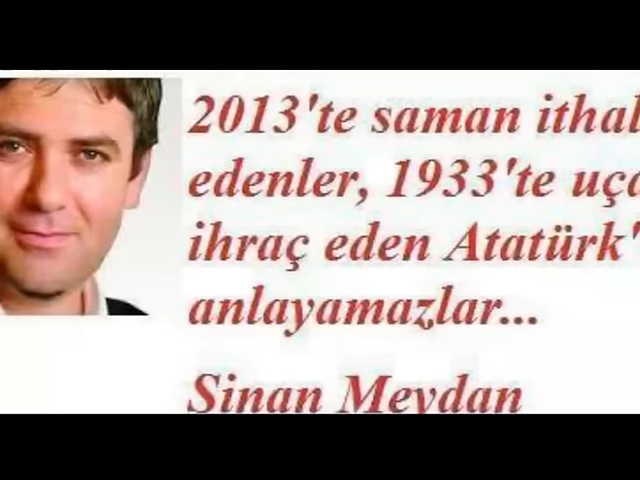 2013'te saman ithal
edenler, 1933'te uça
ihraç eden Atatürk'
anlayamazlar...
Sinan Meydan